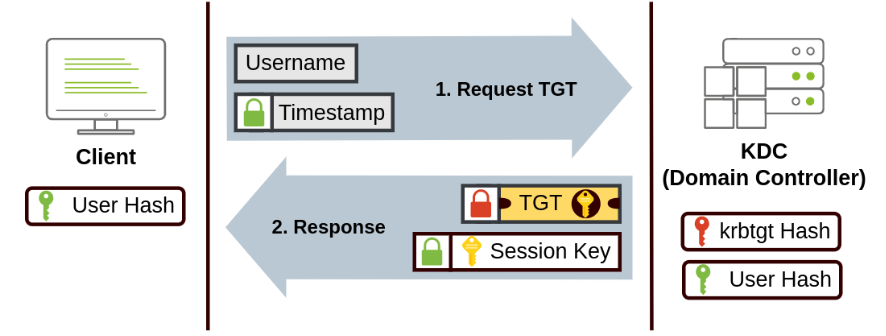 Username
Timestamp
1. Request TGT
Client
User Hash
KDC
(Domain Controller)
TGT
2. Response
Session Key
krbtgt Hash
User Hash